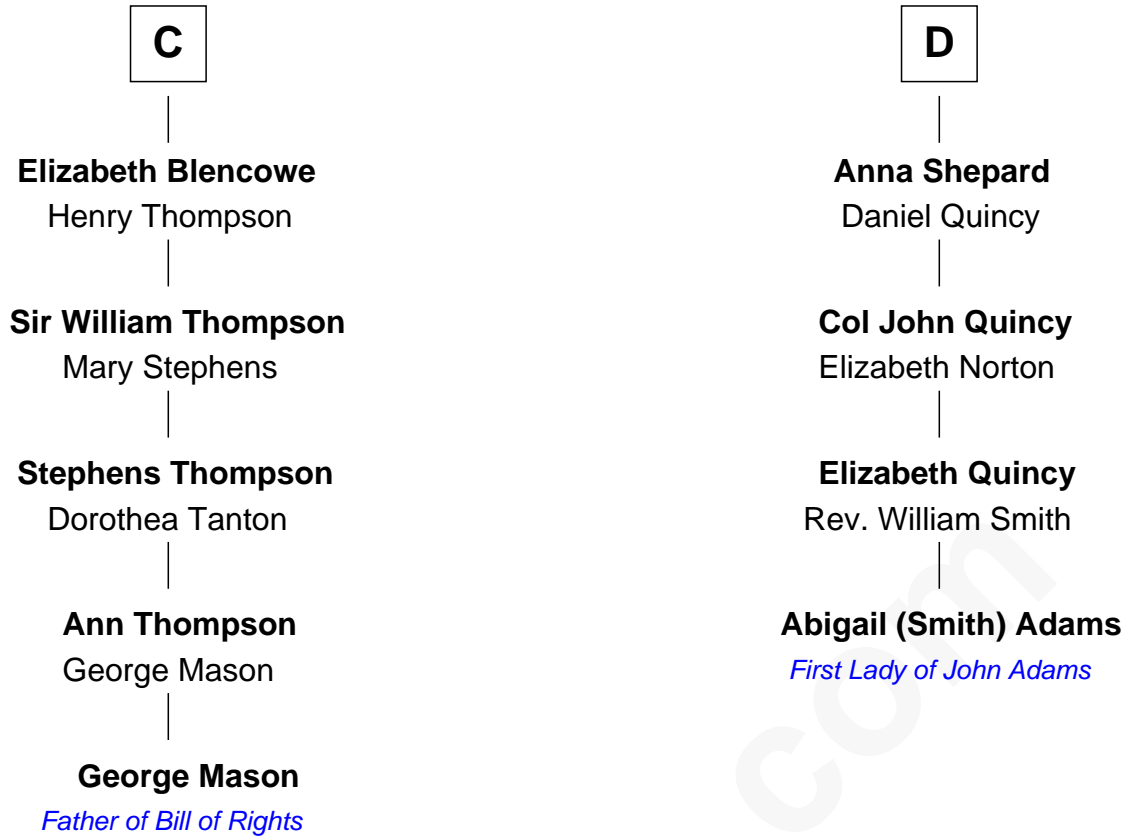 C
Elizabeth Blencowe
Henry Thompson
Sir William Thompson
Mary Stephens
Stephens Thompson
Dorothea Tanton
Ann Thompson
George Mason
George Mason
Father of Bill of Rights
D
Anna Shepard
Daniel Quincy
Col John Quincy
Elizabeth Norton
Elizabeth Quincy
Rev. William Smith
Abigail (Smith) Adams
First Lady of John Adams
com